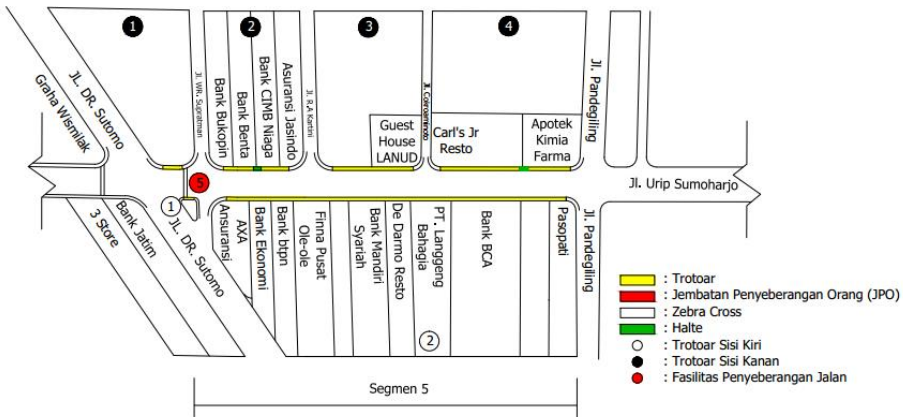 1
2
3
4
JL. DR. Sutomo
Graha Wismilak
Jl. WR. Supratman
Bank Bukopin
Bank Benta
Bank CIMB Niaga
Asuransi Jasindo
Jl. R.A Kartini
Guest
House
LANUD
Carl's Jr
Resto
Apotek
Kimia
Farma
Jl. Pandegiling
5
Jl. Urip Sumoharjo
1
3 Store
Bank Jatim
JL. DR. Sutomo
Ansuransi
AXA
Bank Ekonomi
Bank btpn
Finna Pusat
Ole-ole
Bank Mandiri
Syariah
De Darmo Resto
PT. Langgeng
Bahagia
2
Bank BCA
Pasopati
Jl. Pandegiling
: Trotoar
: Jembatan Penyeberangan Orang (JPO)
: Zebra Cross
: Halte
: Trotoar Sisi Kiri
: Trotoar Sisi Kanan
: Fasilitas Penyeberangan Jalan
Segmen 5